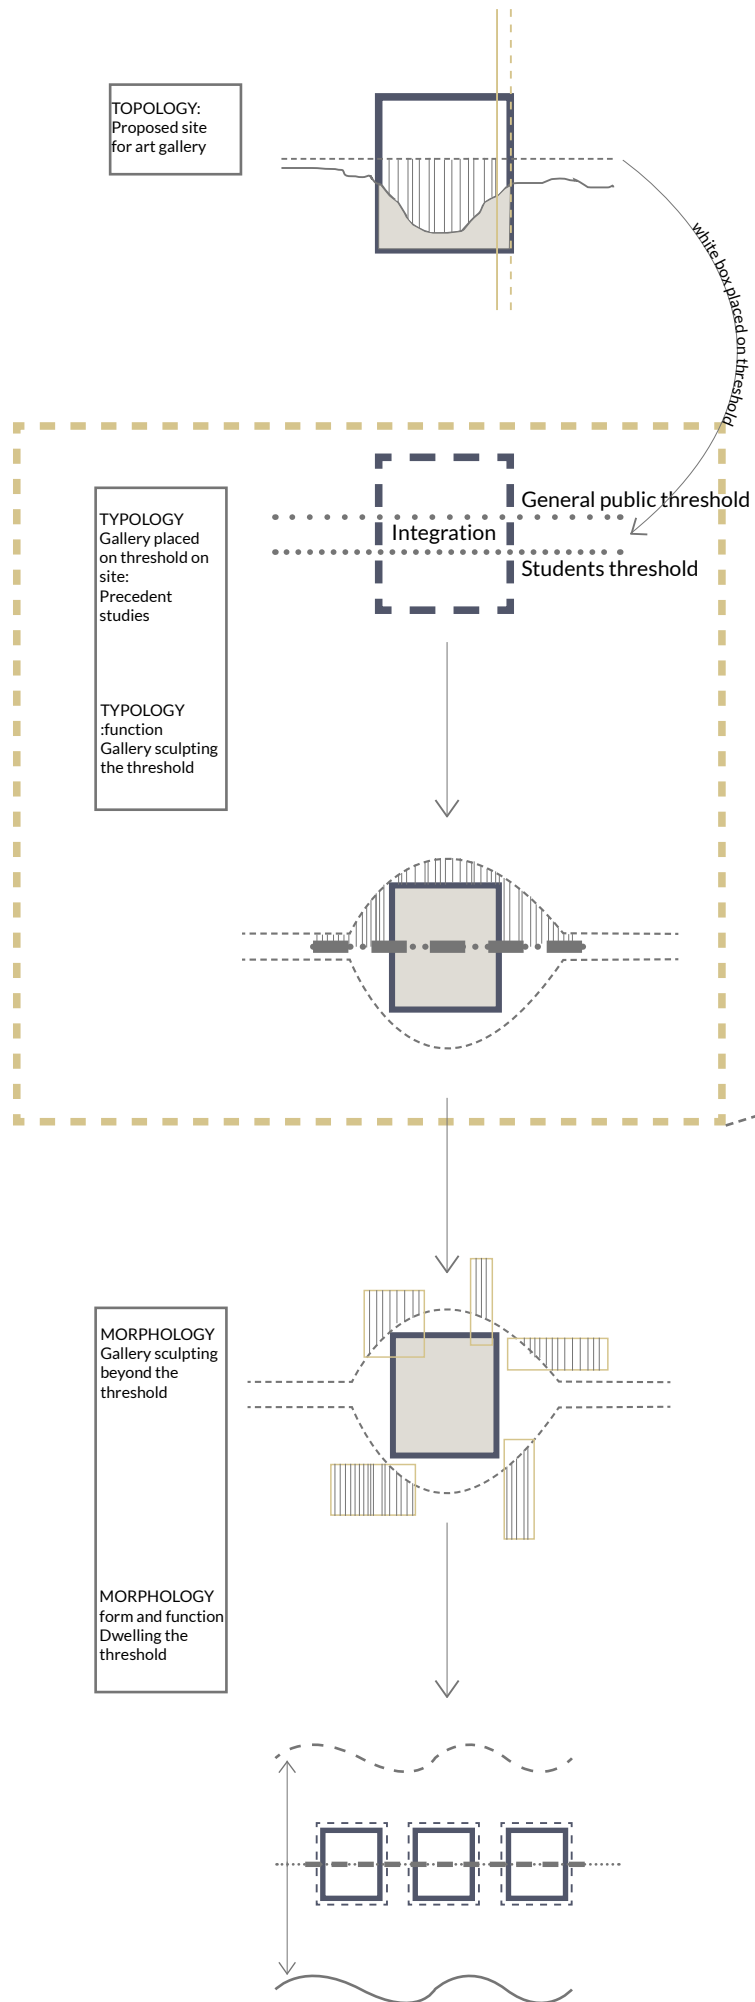 TOPOLOGY:
Proposed site
for art gallery
white box placed on threshold
TYPOLOGY
Gallery placed
on threshold on
site:
Precedent
studies
General public threshold
Integration
Students threshold
TYPOLOGY
:function
Gallery sculpting
the threshold
MORPHOLOGY
Gallery sculpting
beyond the
threshold
MORPHOLOGY
form and function
Dwelling the
threshold